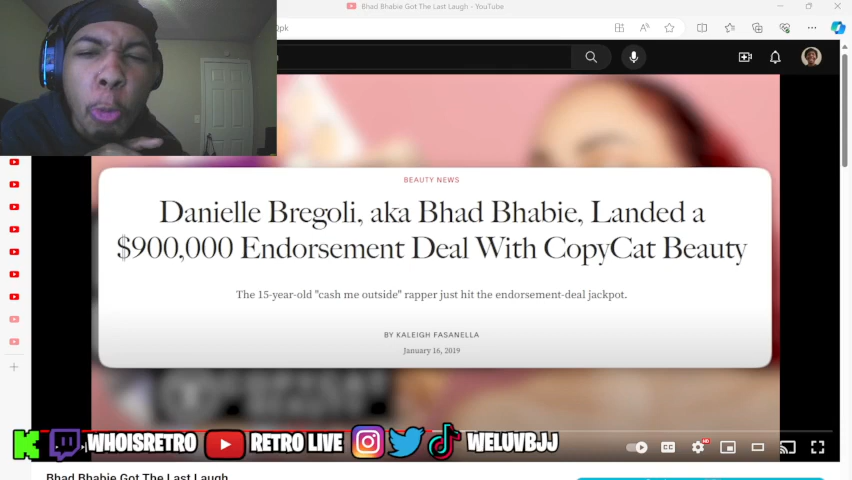 Bhad Bhabie Got The Last Laugh - YouTube
pk
BEAUTY NEWS
Danielle Bregoli, aka Bhad Bhabie, Landed a
$900,000 Endorsement Deal With CopyCat Beauty
The 15-year-old "cash me outside" rapper just hit the endorsement-deal jackpot.
BY KALEIGH FASANELLA
January 16, 2019
K WHOISRETRO RETRO LIVE WELUVBJJ
HD
Bhad Bhabie Got The Last Laugh